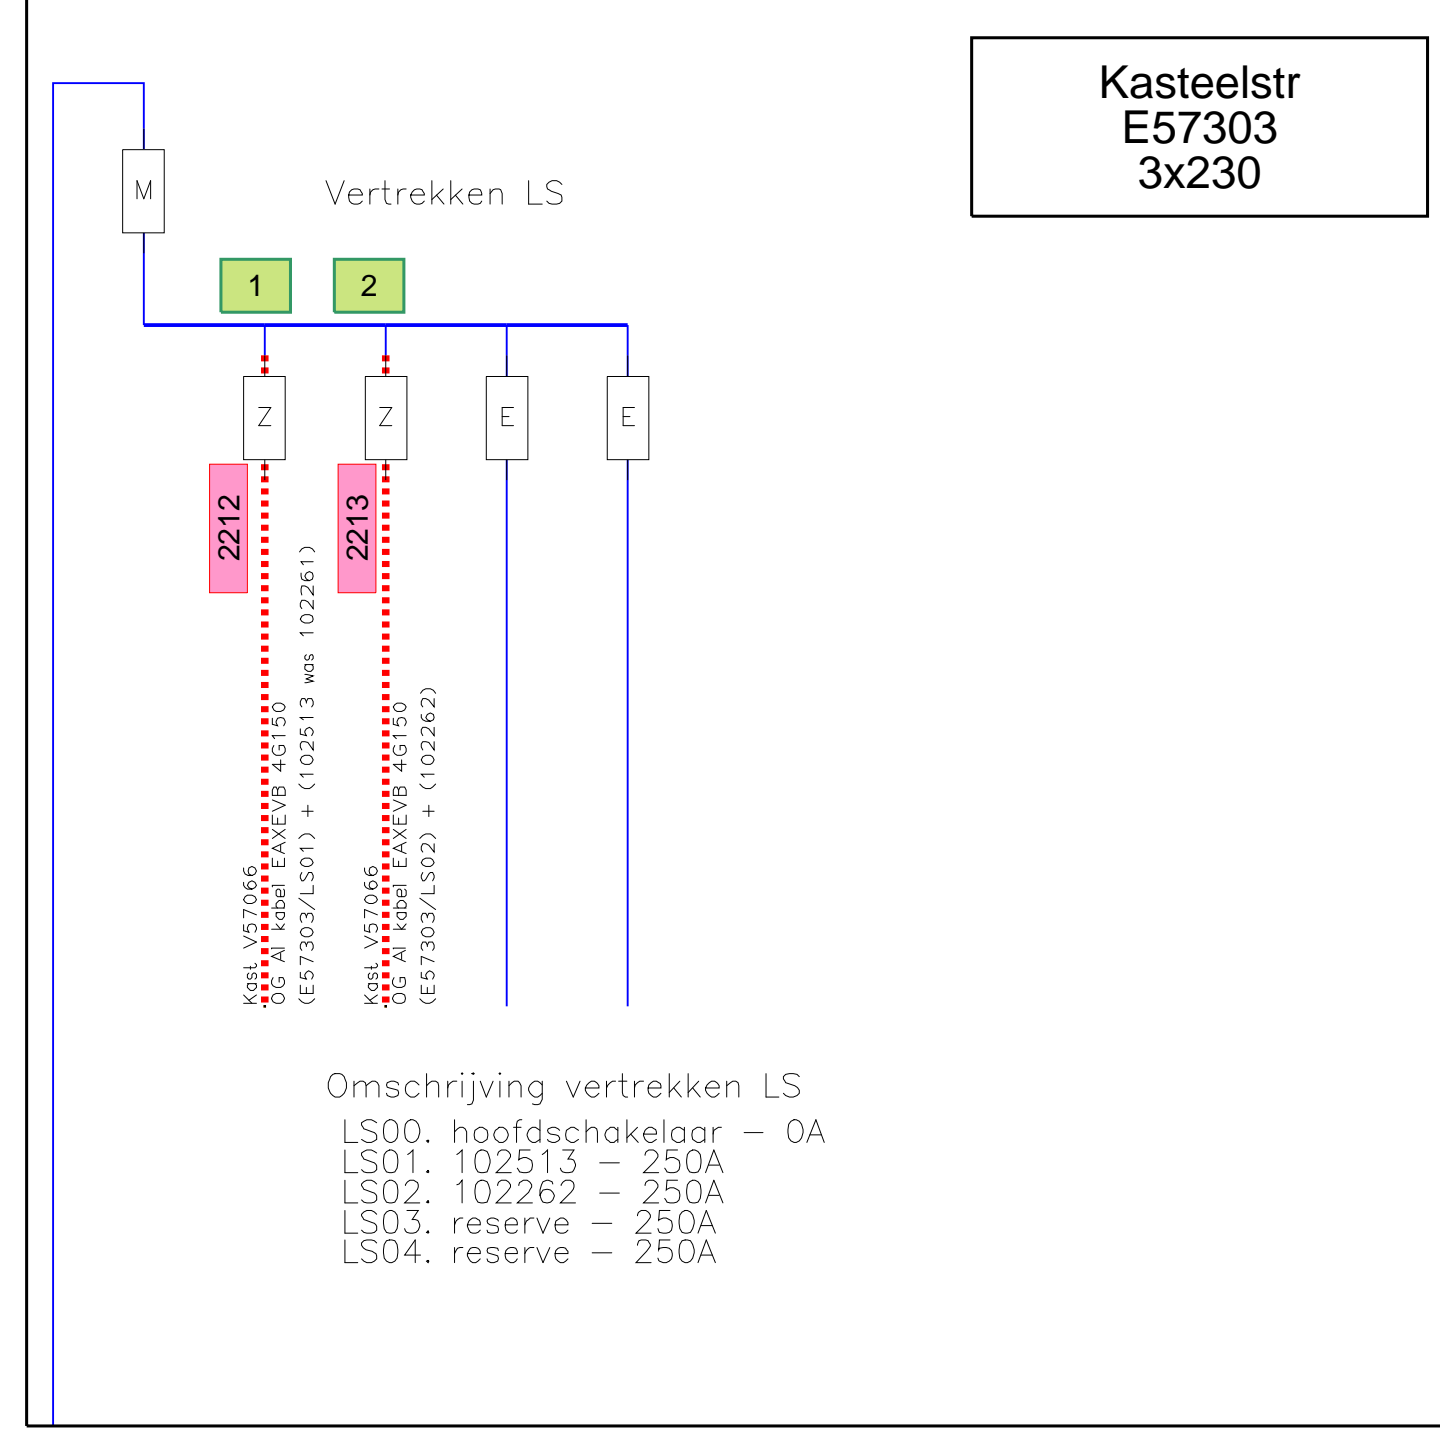 Kasteelstr
E57303
3x230
M
Vertrekken LS
1
2
Z
Z
E
E
2212
2213
Kast V57066
OG Al kabel EAXEVB 4G150
(E57303/LS01) + (102513 was 102261)
Kast V57066
OG Al kabel EAXEVB 4G150
(E57303/LS02) + (102262)
Omschrijving vertrekken LS
LS00. hoofdschakelaar - 0A
LS01. 102513 - 250A
LS02. 102262 - 250A
LS03. reserve - 250A
LS04. reserve - 250A